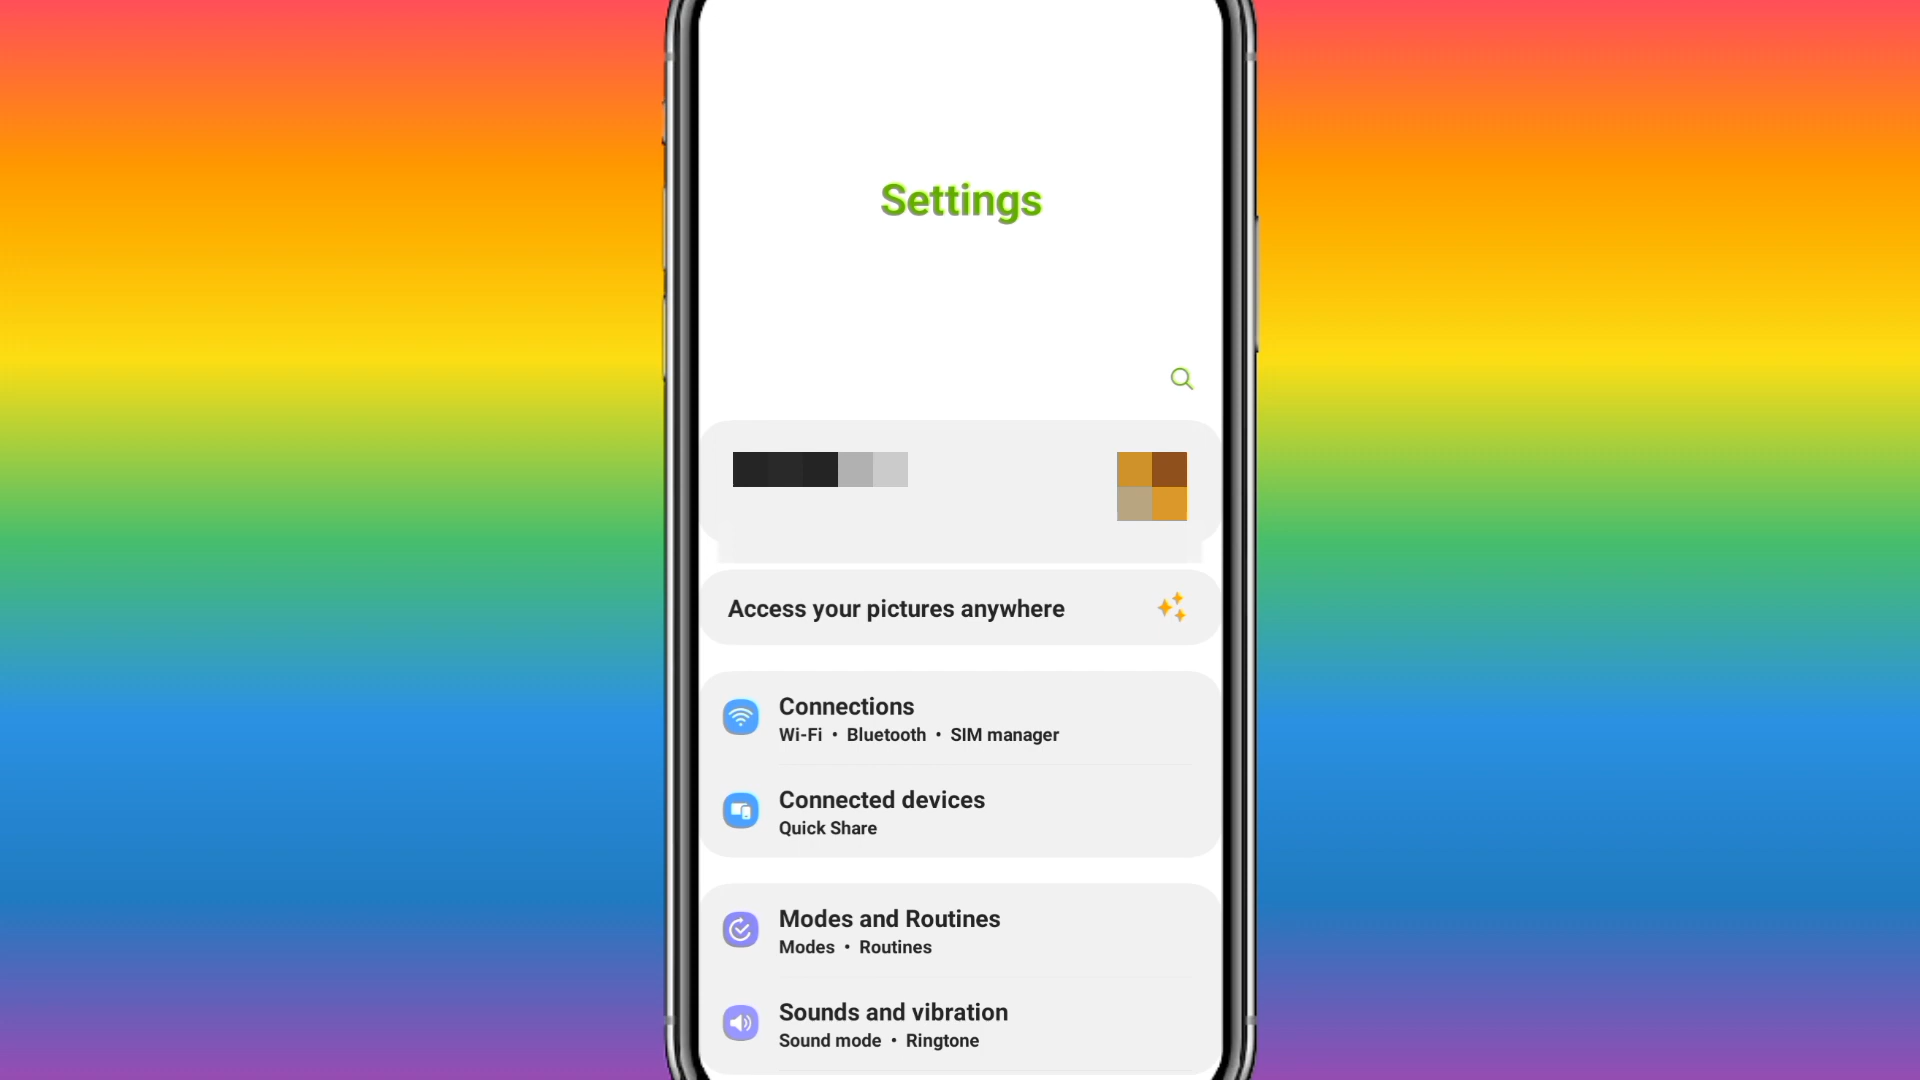 Settings
Access your pictures anywhere
Connections
Wi-Fi • Bluetooth • SIM manager
Connected devices
Quick Share
Modes and Routines
Modes • Routines
Sounds and vibration
Sound mode • Ringtone